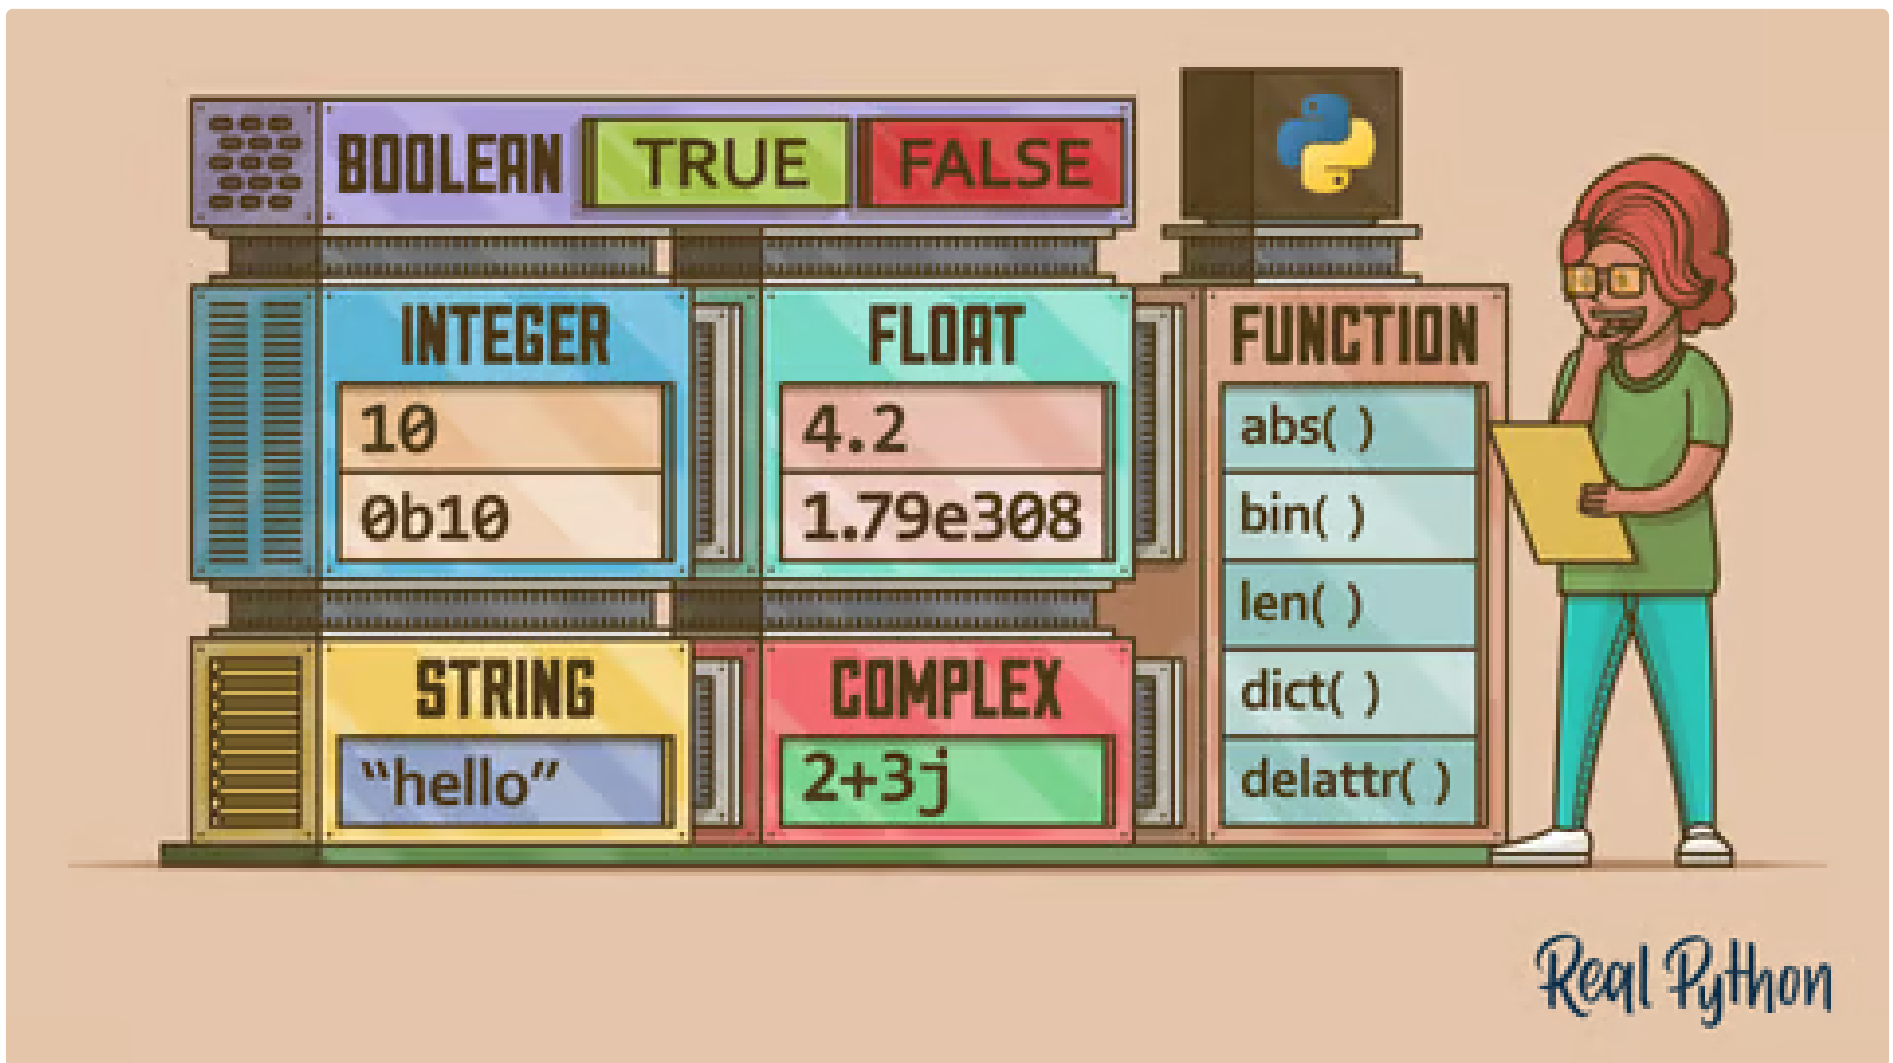 BOOLEAN TRUE FALSE
INTEGER
10
0b10
FLOAT
4.2
1.79e308
STRING
“hello”
COMPLEX
2+3j
FUNCTION
abs( )
bin( )
len( )
dict( )
delattr( )
Real Python